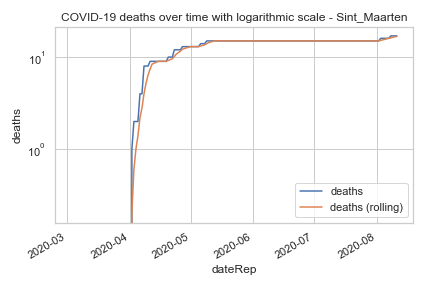 COVID-19 deaths over time with logarithmic scale - Sint_Maarten
deaths
10¹
10⁰
deaths
deaths (rolling)
2020-03
2020-04
2020-05
2020-06
2020-07
2020-08
dateRep